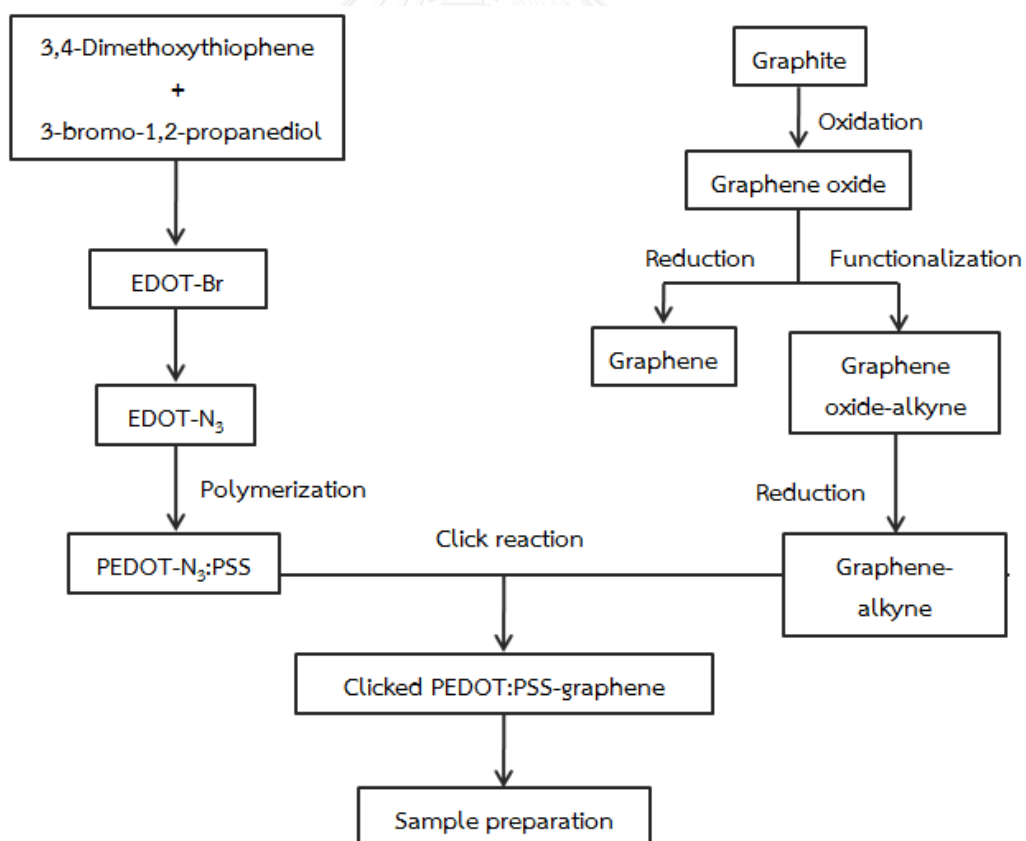 3,4-Dimethoxythiophene
+
3-bromo-1,2-propanediol
EDOT-Br
EDOT-N₃
Polymerization
PEDOT-N₃:PSS
Graphite
Oxidation
Graphene oxide
Reduction
Functionalization
Graphene
Graphene
oxide-alkyne
Reduction
Graphene-
alkyne
Click reaction
Clicked PEDOT:PSS-graphene
Sample preparation